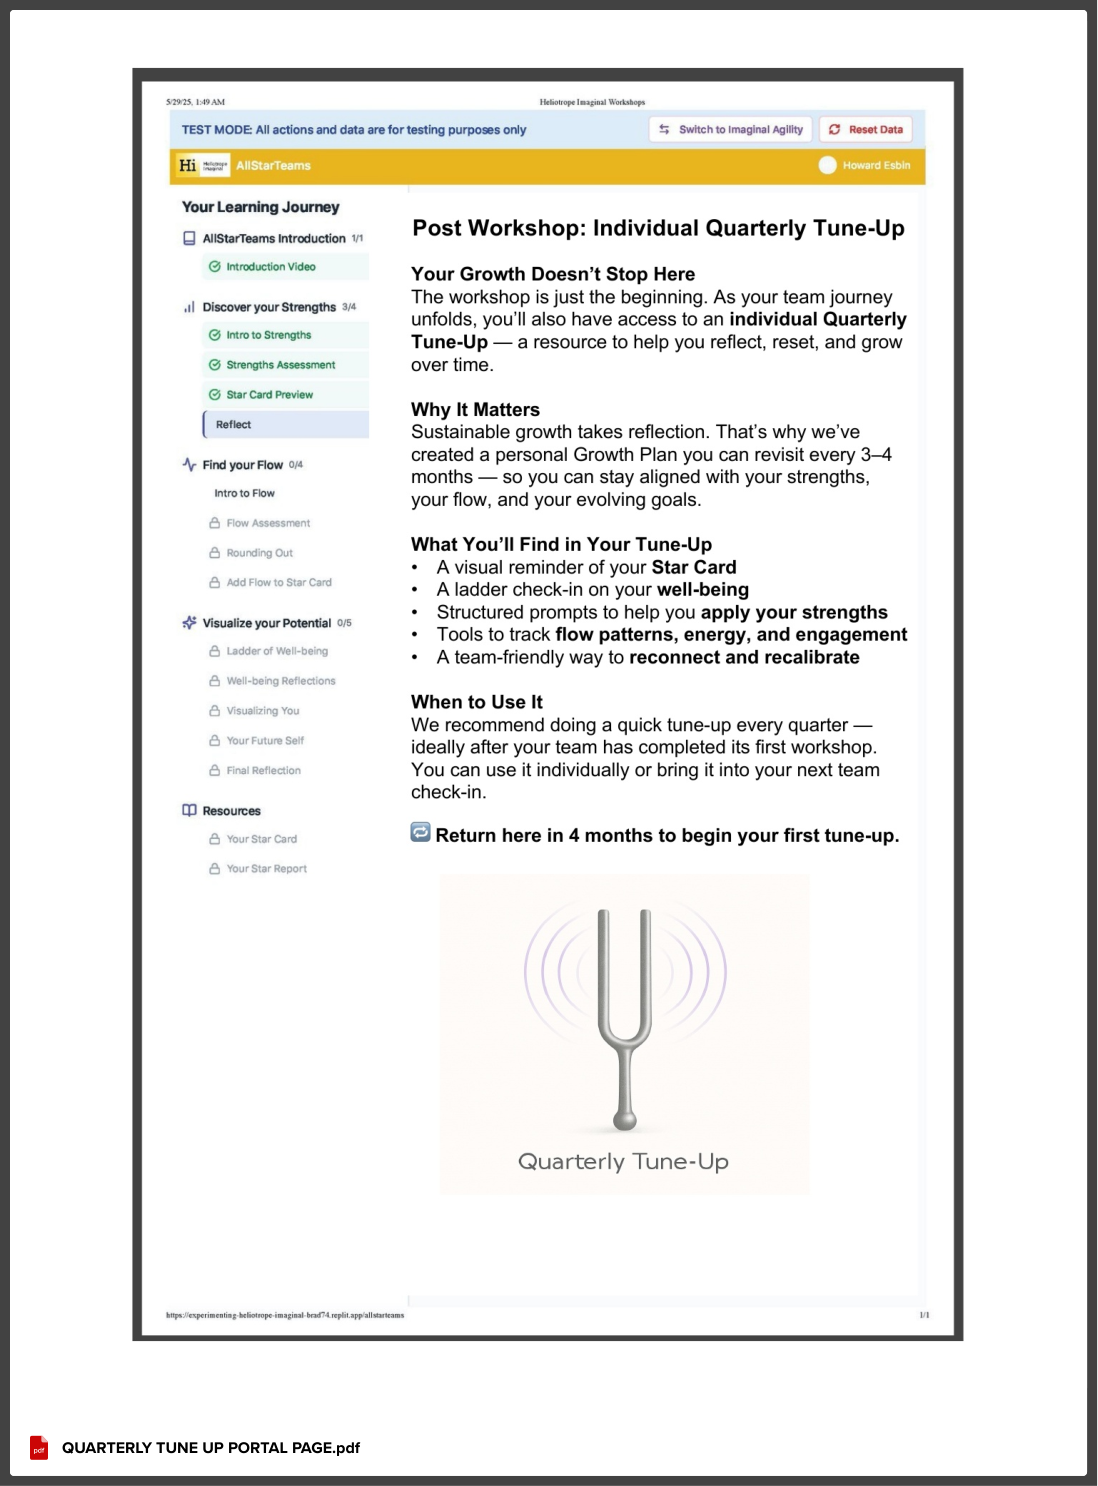 5/29/25, 1:49 AM
Heliotrope Imaginal Workshops
TEST MODE: All actions and data are for testing purposes only
Switch to Imaginal Agility
Reset Data
Hi Heliotrope Imaginal AllStarTeams
Howard Esbin
Your Learning Journey
AllStarTeams Introduction 1/1
Introduction Video
Discover your Strengths 3/4
Intro to Strengths
Strengths Assessment
Star Card Preview
Reflect
Find your Flow 0/4
Intro to Flow
Flow Assessment
Rounding Out
Add Flow to Star Card
Visualize your Potential 0/5
Ladder of Well-being
Well-being Reflections
Visualizing You
Your Future Self
Final Reflection
Resources
Your Star Card
Your Star Report
Post Workshop: Individual Quarterly Tune-Up
Your Growth Doesn’t Stop Here
The workshop is just the beginning. As your team journey
unfolds, you’ll also have access to an individual Quarterly
Tune-Up — a resource to help you reflect, reset, and grow
over time.
Why It Matters
Sustainable growth takes reflection. That’s why we’ve
created a personal Growth Plan you can revisit every 3–4
months — so you can stay aligned with your strengths,
your flow, and your evolving goals.
What You’ll Find in Your Tune-Up
• A visual reminder of your Star Card
• A ladder check-in on your well-being
• Structured prompts to help you apply your strengths
• Tools to track flow patterns, energy, and engagement
• A team-friendly way to reconnect and recalibrate
When to Use It
We recommend doing a quick tune-up every quarter —
ideally after your team has completed its first workshop.
You can use it individually or bring it into your next team
check-in.
🔁 Return here in 4 months to begin your first tune-up.
Quarterly Tune-Up
https://experimenting-heliotrope-imaginal-brad74.replit.app/allstarteams
1/1
pdf
QUARTERLY TUNE UP PORTAL PAGE.pdf